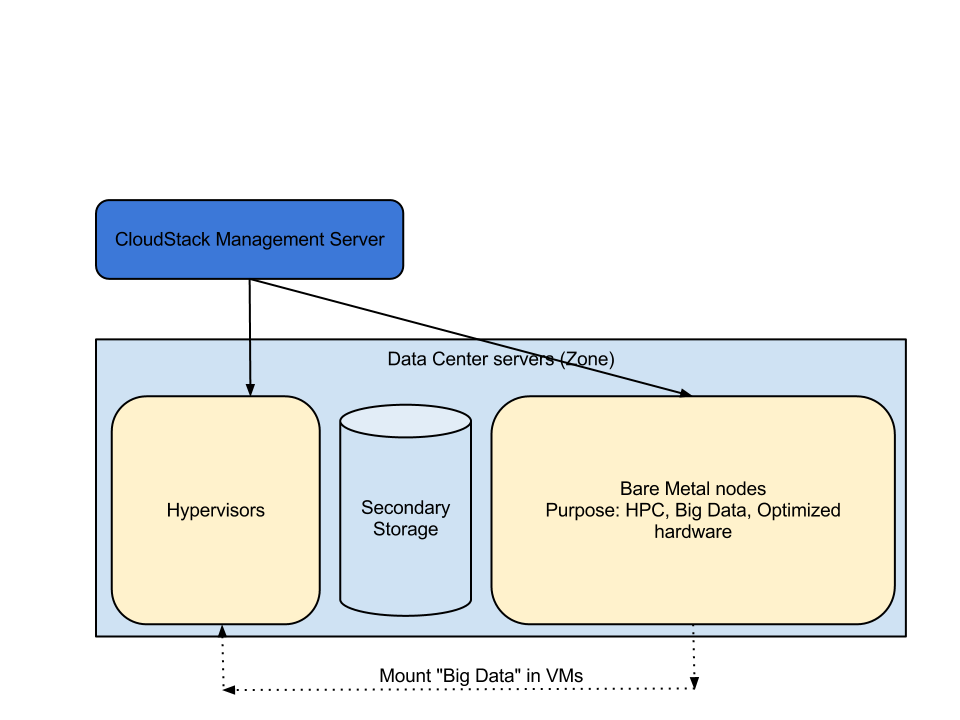 CloudStack Management Server
Data Center servers (Zone)
Hypervisors
Secondary
Storage
Bare Metal nodes
Purpose: HPC, Big Data, Optimized
hardware
Mount "Big Data" in VMs